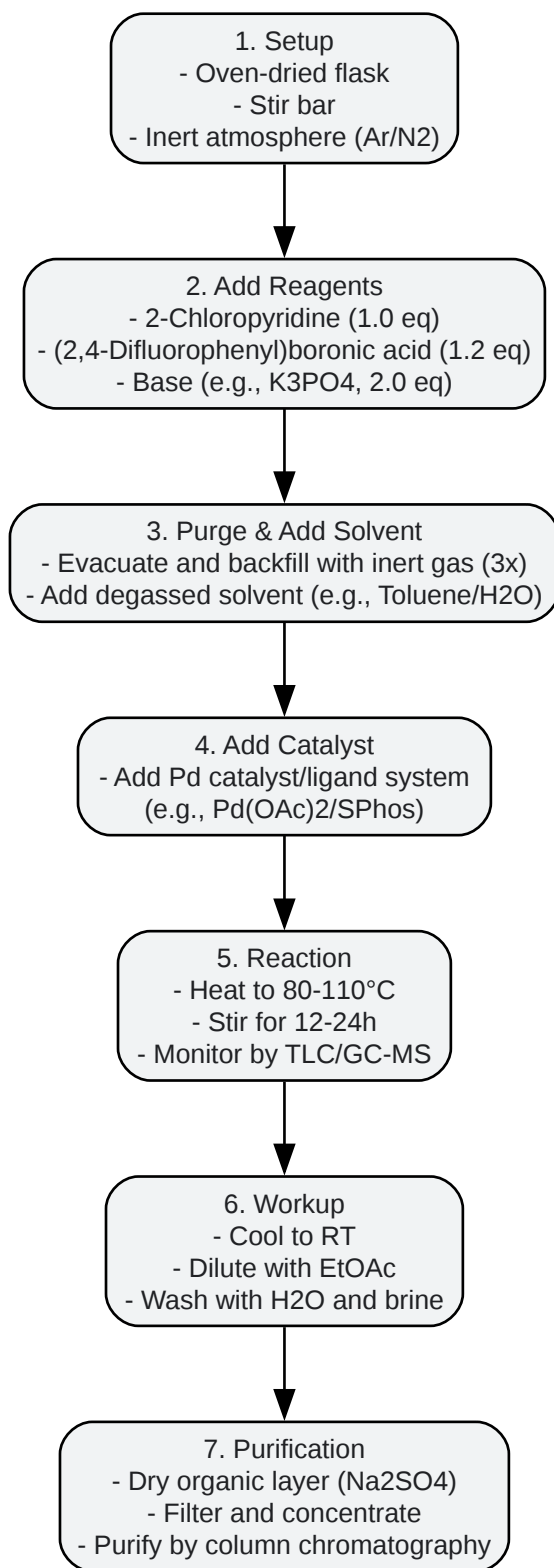 1. Setup
- Oven-dried flask
- Stir bar
- Inert atmosphere (Ar/N2)
2. Add Reagents
- 2-Chloropyridine (1.0 eq)
- (2,4-Difluorophenyl)boronic acid (1.2 eq)
- Base (e.g., K3PO4, 2.0 eq)
3. Purge & Add Solvent
- Evacuate and backfill with inert gas (3x)
- Add degassed solvent (e.g., Toluene/H2O)
4. Add Catalyst
- Add Pd catalyst/ligand system
(e.g., Pd(OAc)2/SPhos)
5. Reaction
- Heat to 80-110°C
- Stir for 12-24h
- Monitor by TLC/GC-MS
6. Workup
- Cool to RT
- Dilute with EtOAc
- Wash with H2O and brine
7. Purification
- Dry organic layer (Na2SO4)
- Filter and concentrate
- Purify by column chromatography